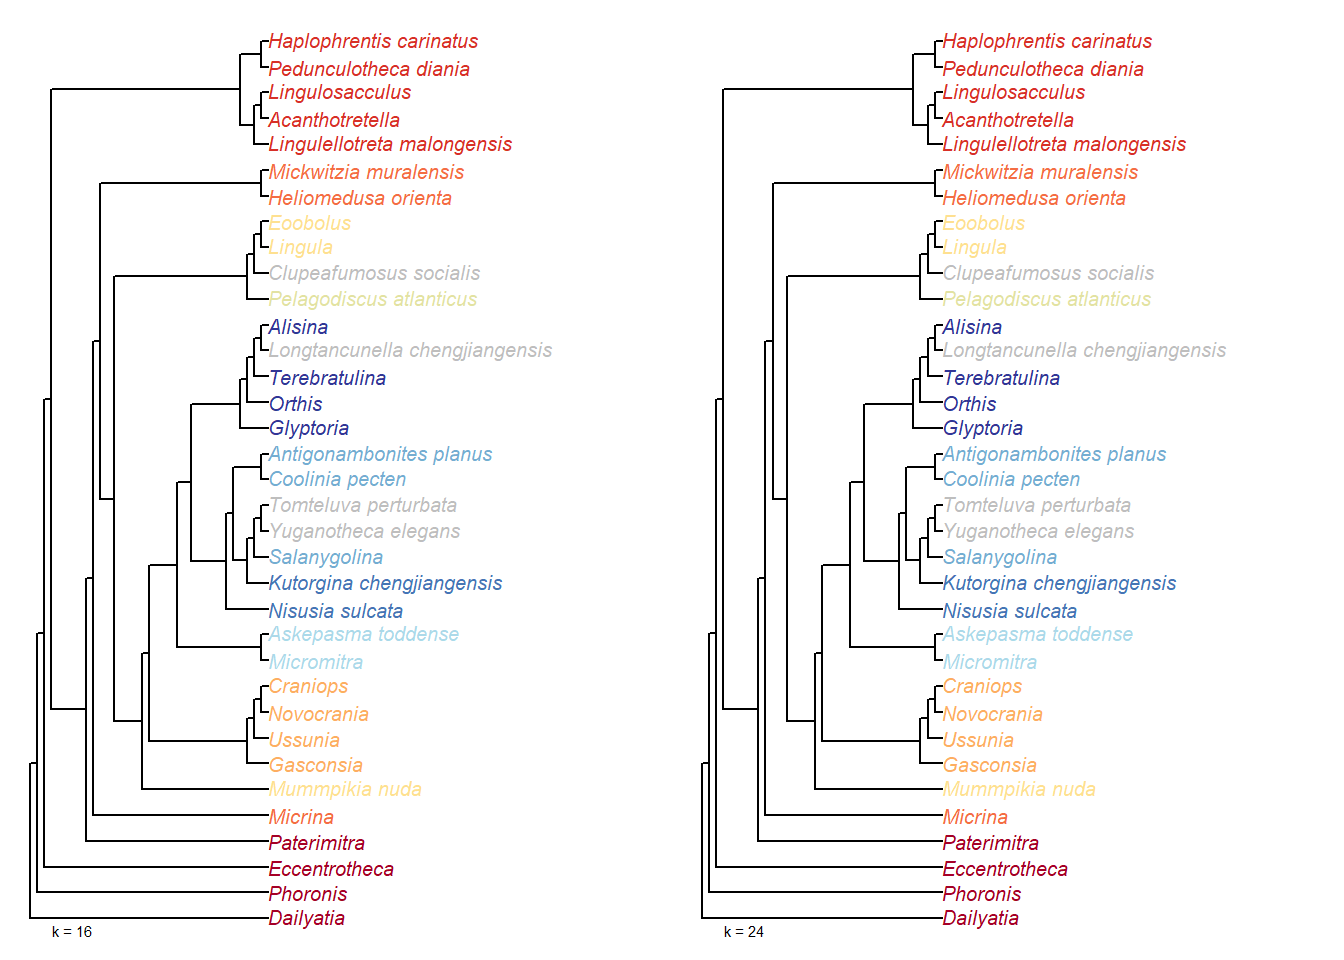 Haplophrentis carinatus
Pedunculotheca diania
Lingulosacculus
Acanthotretella
Lingulellotreta malongensis
Mickwitzia muralensis
Heliomedusa orienta
Eoobolus
Lingula
Clupeafumosus socialis
Pelagodiscus atlanticus
Alisina
Longtancunella chengjiangensis
Terebratulina
Orthis
Glyptoria
Antigonambonites planus
Coolinia pecten
Tomteluva perturbata
Yuganotheca elegans
Salanygolina
Kutorgina chengjiangensis
Nisusia sulcata
Askepasma toddense
Micromitra
Craniops
Novocrania
Ussunia
Gasconsia
Mummpikia nuda
Micrina
Paterimitra
Eccentrotheca
Phoronis
Dailyatia
k = 16
Haplophrentis carinatus
Pedunculotheca diania
Lingulosacculus
Acanthotretella
Lingulellotreta malongensis
Mickwitzia muralensis
Heliomedusa orienta
Eoobolus
Lingula
Clupeafumosus socialis
Pelagodiscus atlanticus
Alisina
Longtancunella chengjiangensis
Terebratulina
Orthis
Glyptoria
Antigonambonites planus
Coolinia pecten
Tomteluva perturbata
Yuganotheca elegans
Salanygolina
Kutorgina chengjiangensis
Nisusia sulcata
Askepasma toddense
Micromitra
Craniops
Novocrania
Ussunia
Gasconsia
Mummpikia nuda
Micrina
Paterimitra
Eccentrotheca
Phoronis
Dailyatia
k = 24